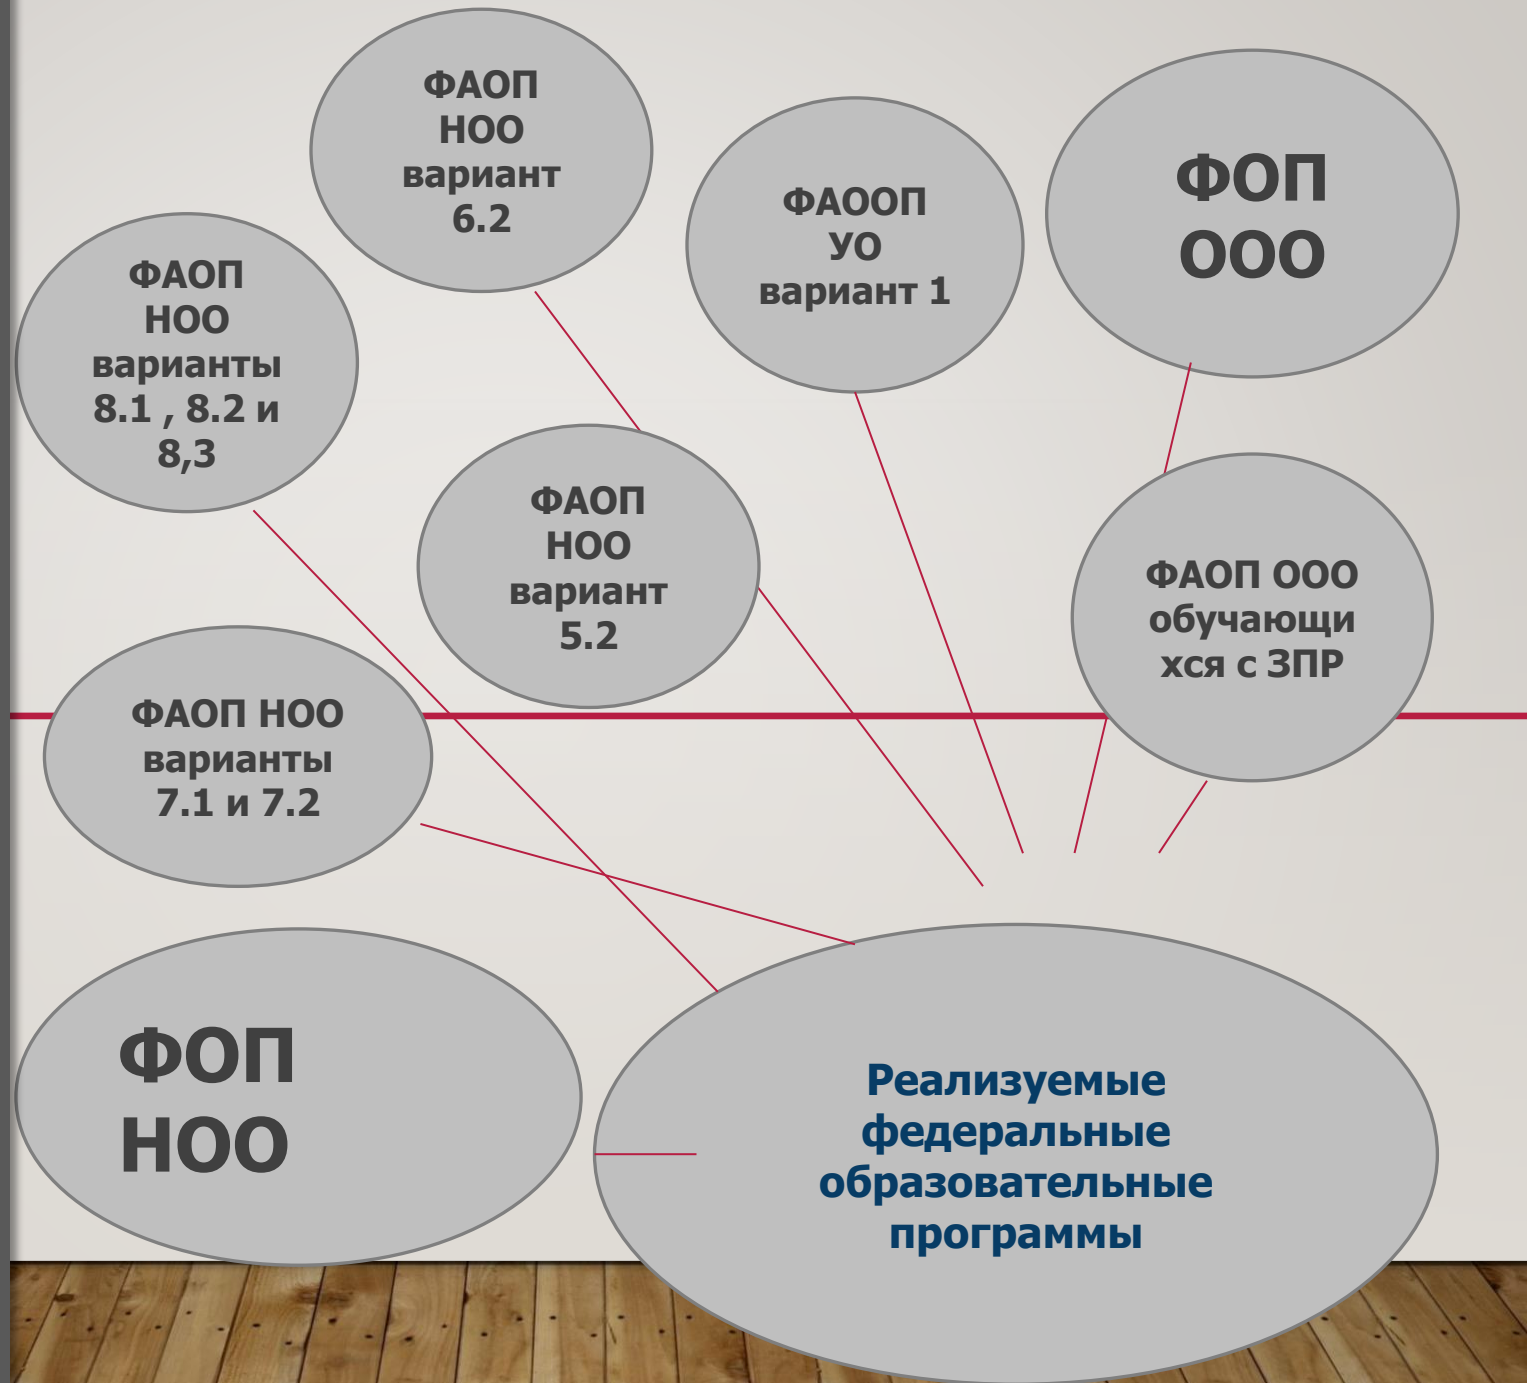 ФАОП
НОО
вариант
6.2
ФАООП
УО
вариант 1
ФОП
ООО
ФАОП
НОО
варианты
8.1 , 8.2 и
8,3
ФАОП
НОО
вариант
5.2
ФАОП ООО
обучающи
хся с ЗПР
ФАОП НОО
варианты
7.1 и 7.2
ФОП
НОО
Реализуемые
федеральные
образовательные
программы